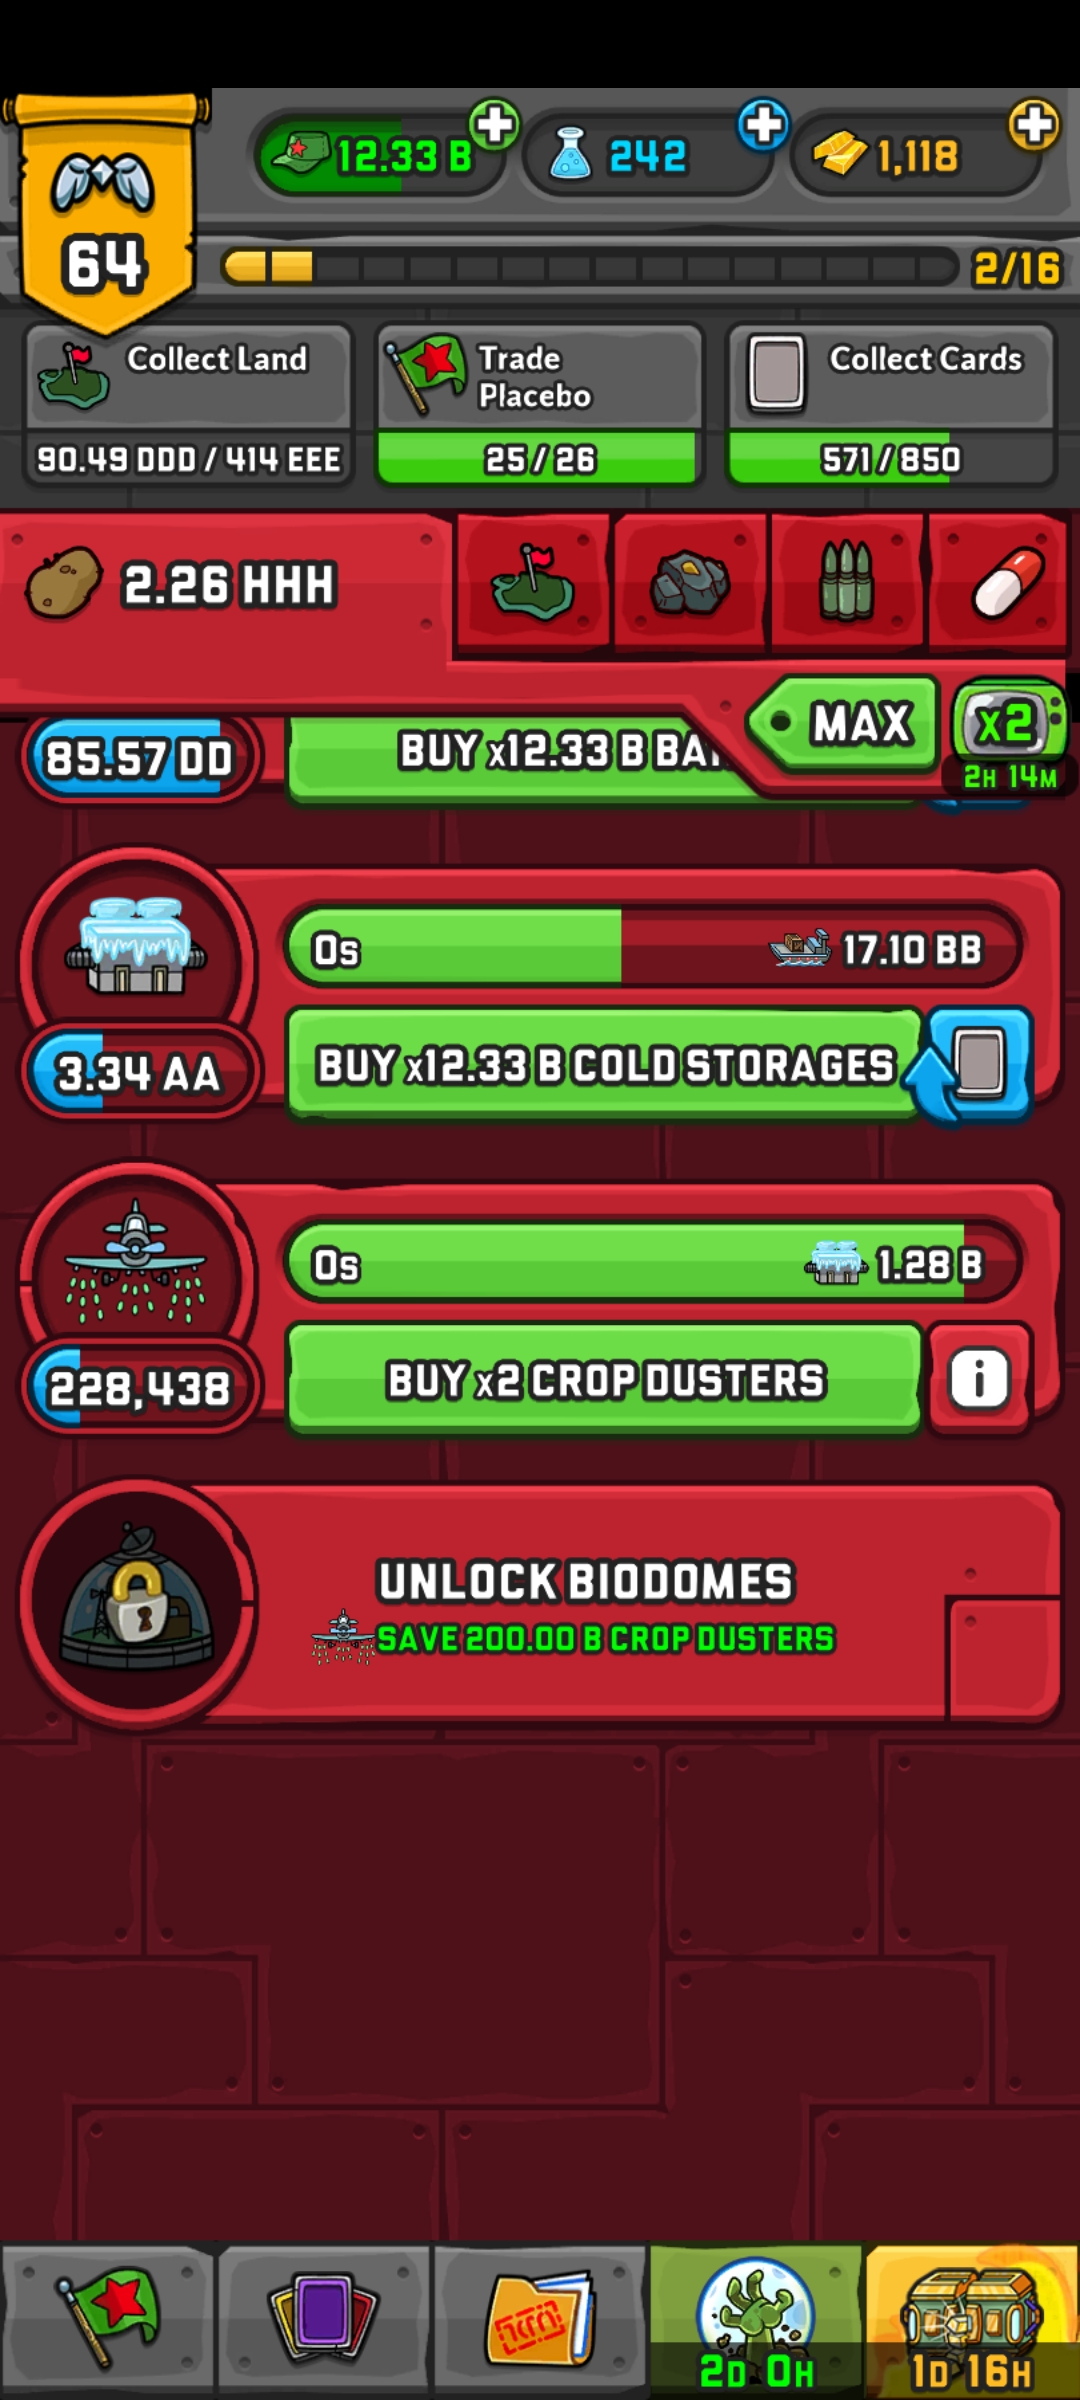 12.33 B
242
1,118
64
2/16
Collect Land
90.49 DDD / 414 EEE
Trade
Placebo
25 / 26
Collect Cards
571 / 850
2.26 HHH
MAX
X2
2H 14M
85.57 DD
BUY x12.33 B
0s
17.10 BB
3.34 AA
BUY x12.33 B COLD STORAGES
0s
1.28 B
228,438
BUY x2 CROP DUSTERS
i
UNLOCK BIODOMES
SAVE 200.00 B CROP DUSTERS
2D 0H
1D 16H